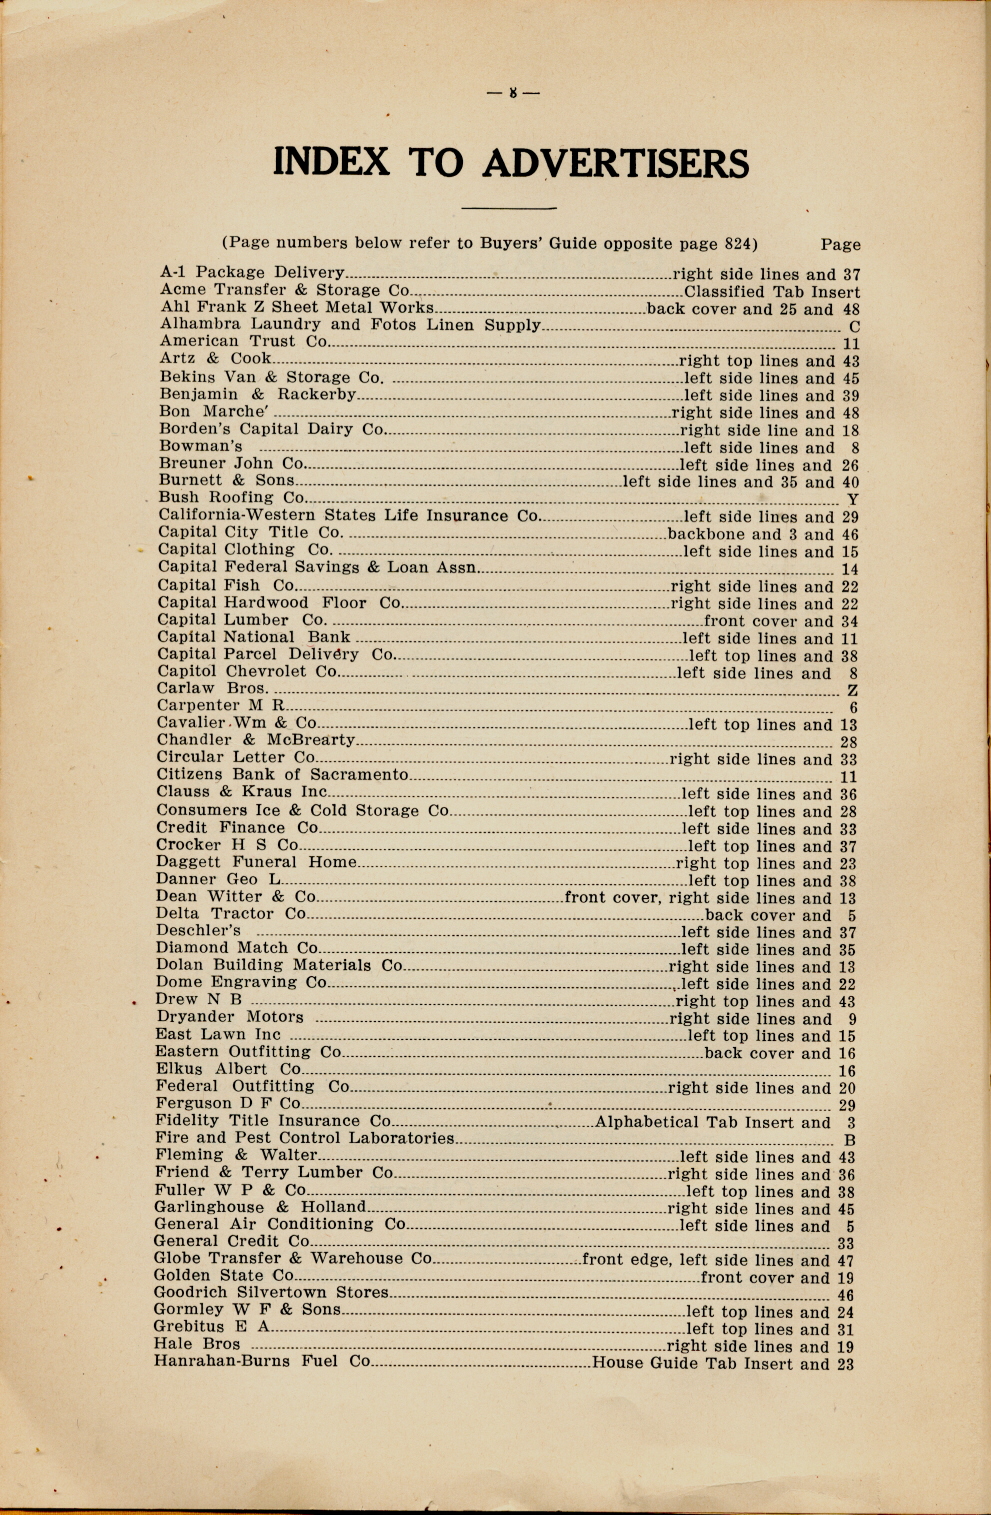 — 8 —
INDEX TO ADVERTISERS
(Page numbers below refer to Buyers' Guide opposite page 824) Page
A-1 Package Delivery........right side lines and 37
Acme Transfer & Storage Co........Classified Tab Insert
Ahl Frank Z Sheet Metal Works........back cover and 25 and 48
Alhambra Laundry and Fotos Linen Supply........ C
American Trust Co........ 11
Artz & Cook........right top lines and 43
Bekins Van & Storage Co. ........left side lines and 45
Benjamin & Rackerby........left side lines and 39
Bon Marche' ........right side lines and 48
Borden's Capital Dairy Co........right side line and 18
Bowman's ........left side lines and 8
Breuner John Co........left side lines and 26
Burnett & Sons........left side lines and 35 and 40
Bush Roofing Co........ Y
California-Western States Life Insurance Co........left side lines and 29
Capital City Title Co. ........backbone and 3 and 46
Capital Clothing Co. ........left side lines and 15
Capital Federal Savings & Loan Assn........ 14
Capital Fish Co........right side lines and 22
Capital Hardwood Floor Co........right side lines and 22
Capital Lumber Co. ........front cover and 34
Capital National Bank ........left side lines and 11
Capital Parcel Delivery Co........left top lines and 38
Capitol Chevrolet Co........left side lines and 8
Carlaw Bros. ........ Z
Carpenter M R........ 6
Cavalier Wm & Co........left top lines and 13
Chandler & McBrearty........ 28
Circular Letter Co........right side lines and 33
Citizens Bank of Sacramento........ 11
Clauss & Kraus Inc........left side lines and 36
Consumers Ice & Cold Storage Co........left top lines and 28
Credit Finance Co........left side lines and 33
Crocker H S Co........left top lines and 37
Daggett Funeral Home........right top lines and 23
Danner Geo L........left top lines and 38
Dean Witter & Co........front cover, right side lines and 13
Delta Tractor Co........back cover and 5
Deschler's ........left side lines and 37
Diamond Match Co........left side lines and 35
Dolan Building Materials Co........right side lines and 13
Dome Engraving Co........left side lines and 22
Drew N B ........right top lines and 43
Dryander Motors ........right side lines and 9
East Lawn Inc ........left top lines and 15
Eastern Outfitting Co........back cover and 16
Elkus Albert Co........ 16
Federal Outfitting Co........right side lines and 20
Ferguson D F Co........ 29
Fidelity Title Insurance Co........Alphabetical Tab Insert and 3
Fire and Pest Control Laboratories........ B
Fleming & Walter........left side lines and 43
Friend & Terry Lumber Co........right side lines and 36
Fuller W P & Co........left top lines and 38
Garlinghouse & Holland........right side lines and 45
General Air Conditioning Co........left side lines and 5
General Credit Co........ 33
Globe Transfer & Warehouse Co........front edge, left side lines and 47
Golden State Co........front cover and 19
Goodrich Silvertown Stores........ 46
Gormley W F & Sons........left top lines and 24
Grebitus E A........left top lines and 31
Hale Bros ........right side lines and 19
Hanrahan-Burns Fuel Co........House Guide Tab Insert and 23